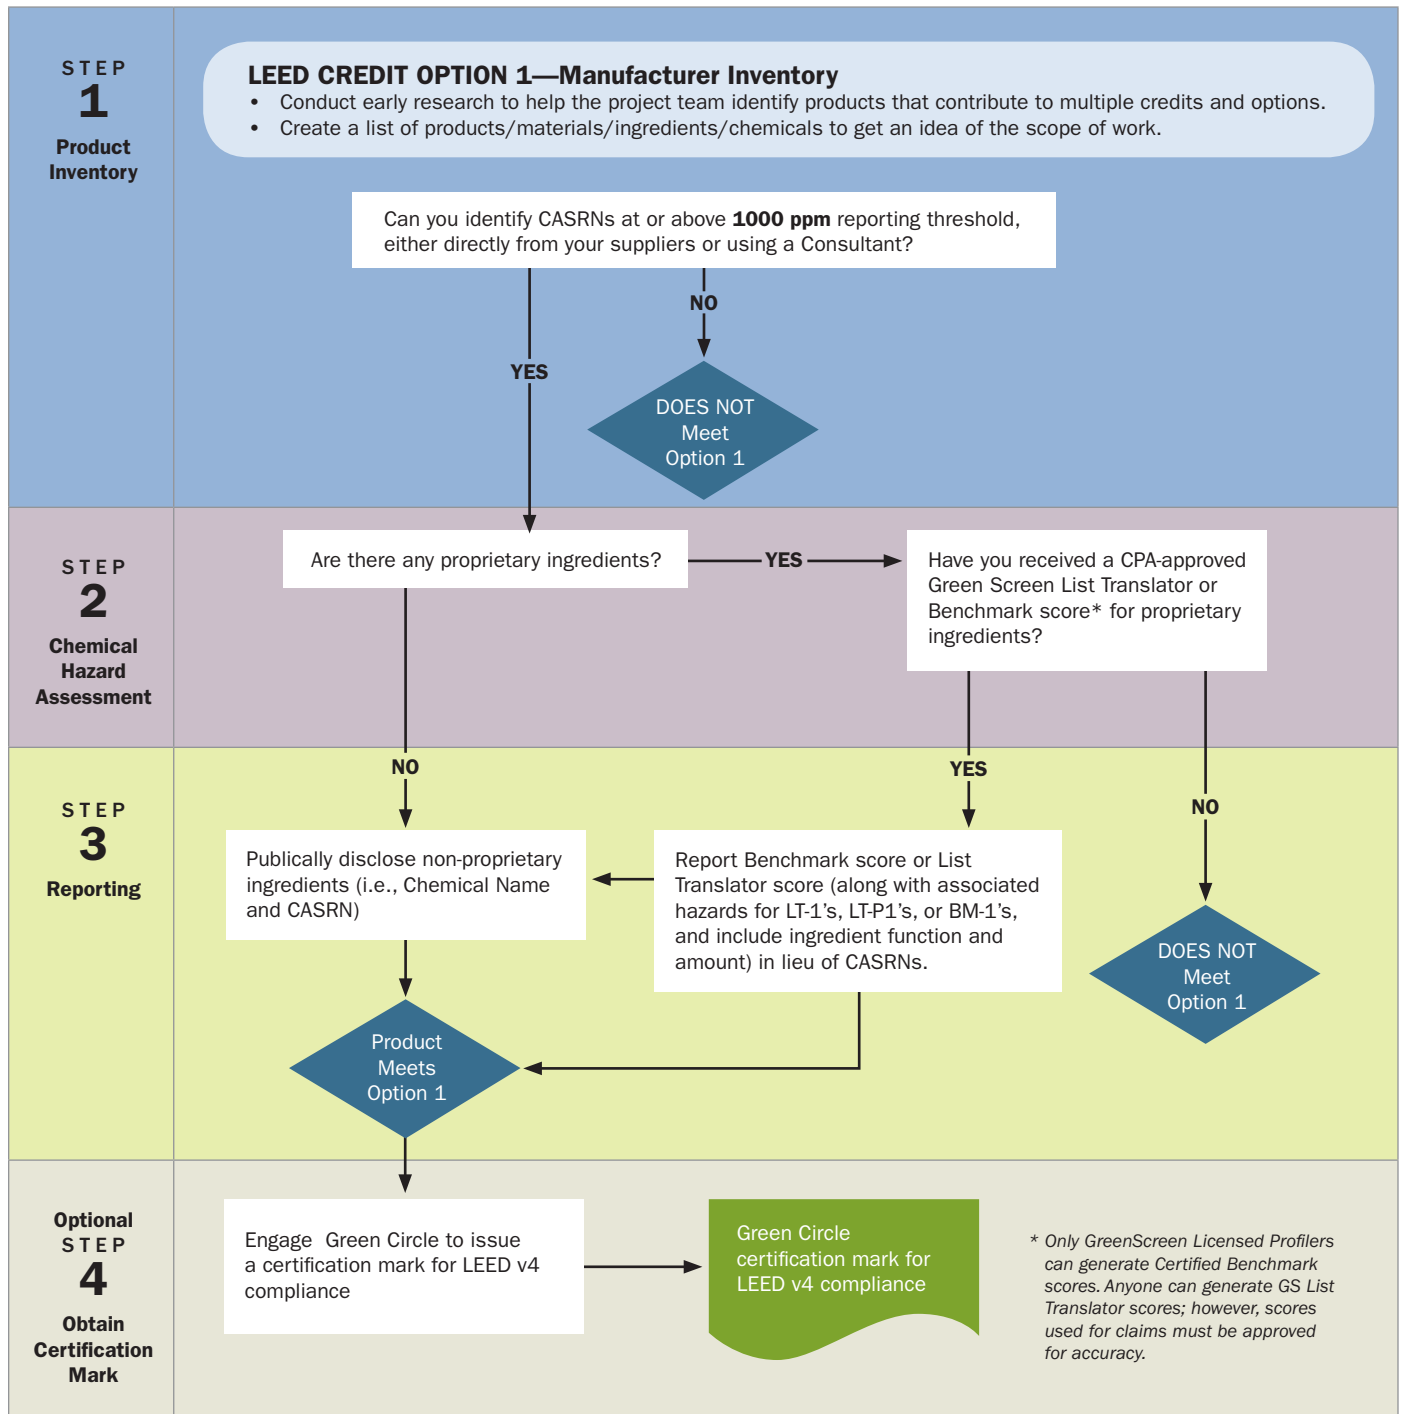 STEP
1
Product
Inventory
LEED CREDIT OPTION 1—Manufacturer Inventory
• Conduct early research to help the project team identify products that contribute to multiple credits and options.
• Create a list of products/materials/ingredients/chemicals to get an idea of the scope of work.
Can you identify CASRNs at or above 1000 ppm reporting threshold,
either directly from your suppliers or using a Consultant?
NO
YES
DOES NOT
Meet
Option 1
STEP
2
Chemical
Hazard
Assessment
Are there any proprietary ingredients?
YES
Have you received a CPA-approved
Green Screen List Translator or
Benchmark score* for proprietary
ingredients?
NO
YES
NO
STEP
3
Reporting
Publically disclose non-proprietary
ingredients (i.e., Chemical Name
and CASRN)
Report Benchmark score or List
Translator score (along with associated
hazards for LT-1's, LT-P1's, or BM-1's,
and include ingredient function and
amount) in lieu of CASRNs.
DOES NOT
Meet
Option 1
Product
Meets
Option 1
Optional
STEP
4
Obtain
Certification
Mark
Engage  Green Circle to issue
a certification mark for LEED v4
compliance
Green Circle
certification mark for
LEED v4 compliance
* Only GreenScreen Licensed Profilers
can generate Certified Benchmark
scores. Anyone can generate GS List
Translator scores; however, scores
used for claims must be approved
for accuracy.